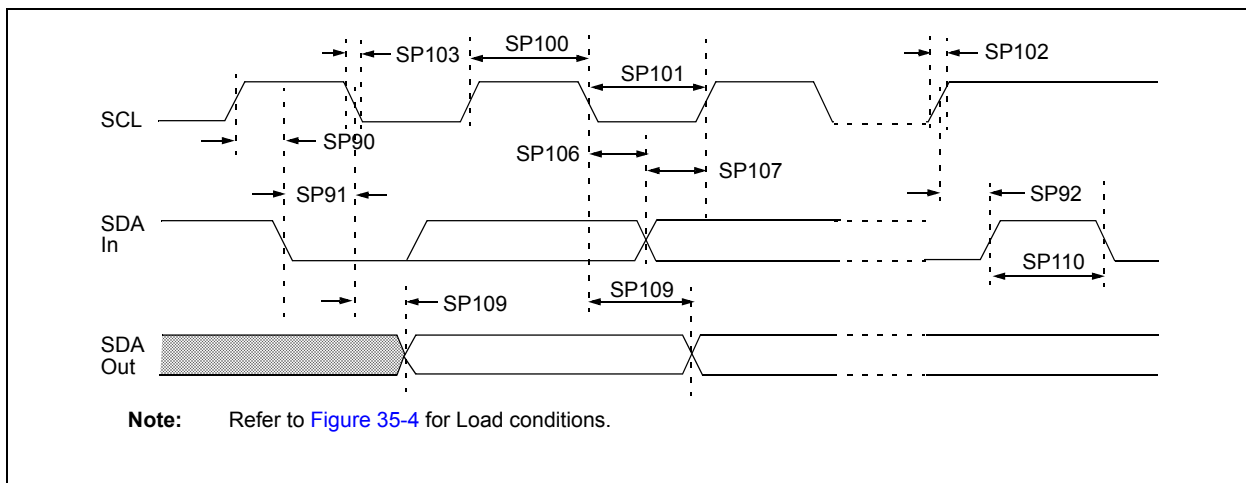 SP103
SP100
SP101
SP102
SCL
SP90
SP106
SP107
SP91
SP92
SDA
In
SP110
SP109
SP109
SDA
Out
Note: Refer to Figure 35-4 for Load conditions.